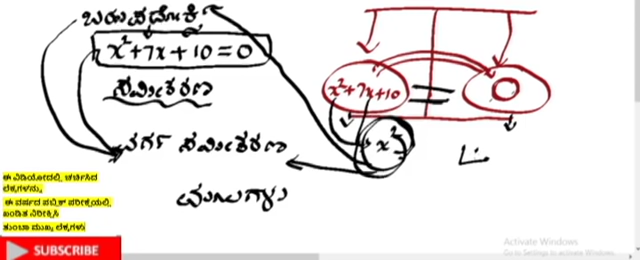 ಬಹುಪದೋಕ್ತಿ
x²+7x+10=0
ಸಮೀಕರಣ
x²+7x+10 = 0
ವರ್ಗ ಸಮೀಕರಣ
x²
ಮೂಲಗಳು
ಈ ವಿಡಿಯೋದಲ್ಲಿ ಚರ್ಚಿಸಿದ
ಲೆಕ್ಕಗಳನ್ನು
ಈ ವರ್ಷದ ಪಬ್ಲಿಕ್ ಪರೀಕ್ಷೆಯಲ್ಲಿ
ಖಂಡಿತ ನಿರೀಕ್ಷಿಸಿ
ತುಂಬಾ ಮುಖ್ಯ ಲೆಕ್ಕಗಳು
SUBSCRIBE
Activate Windows
Go to Settings to activate Windows.